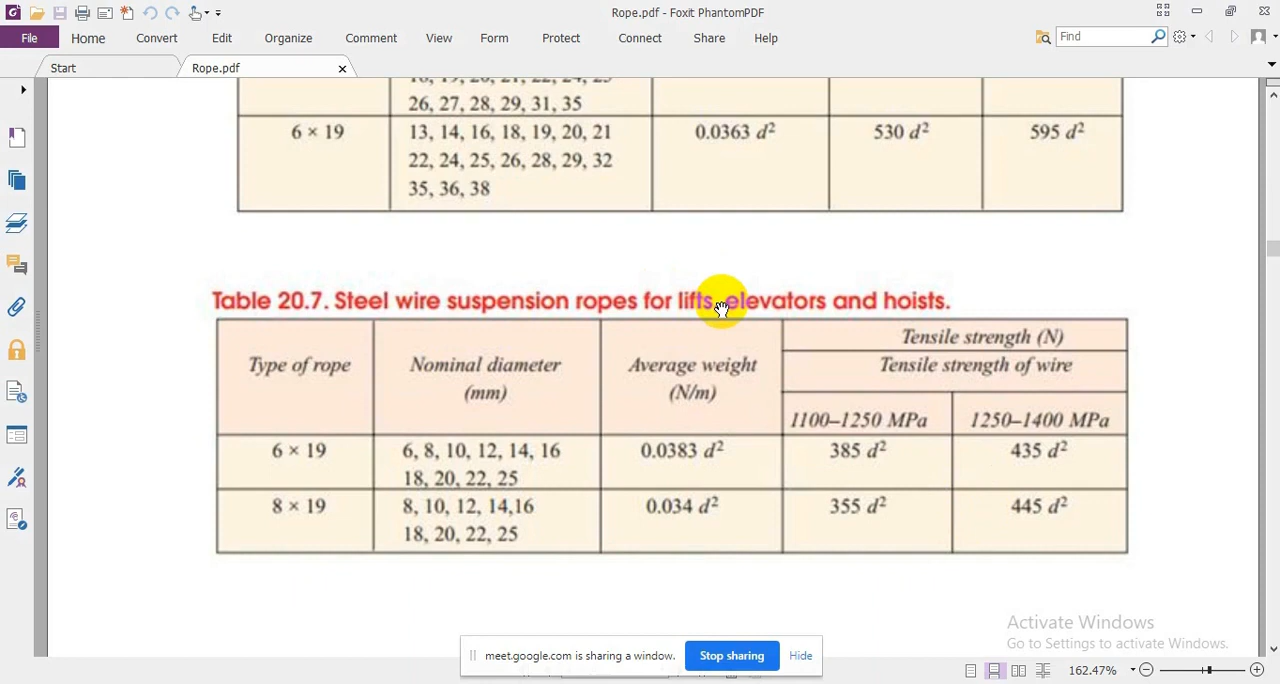 Rope.pdf - Foxit PhantomPDF
File Home Convert Edit Organize Comment View Form Protect Connect Share Help Find
Start Rope.pdf
26, 27, 28, 29, 31, 35
6 × 19 13, 14, 16, 18, 19, 20, 21 0.0363 d² 530 d² 595 d²
22, 24, 25, 26, 28, 29, 32
35, 36, 38
Table 20.7. Steel wire suspension ropes for lifts, elevators and hoists.
Tensile strength (N)
Type of rope Nominal diameter Average weight Tensile strength of wire
(mm) (N/m)
1100–1250 MPa 1250–1400 MPa
6 × 19 6, 8, 10, 12, 14, 16 0.0383 d² 385 d² 435 d²
18, 20, 22, 25
8 × 19 8, 10, 12, 14,16 0.034 d² 355 d² 445 d²
18, 20, 22, 25
Activate Windows
Go to Settings to activate Windows.
meet.google.com is sharing a window. Stop sharing Hide
162.47%